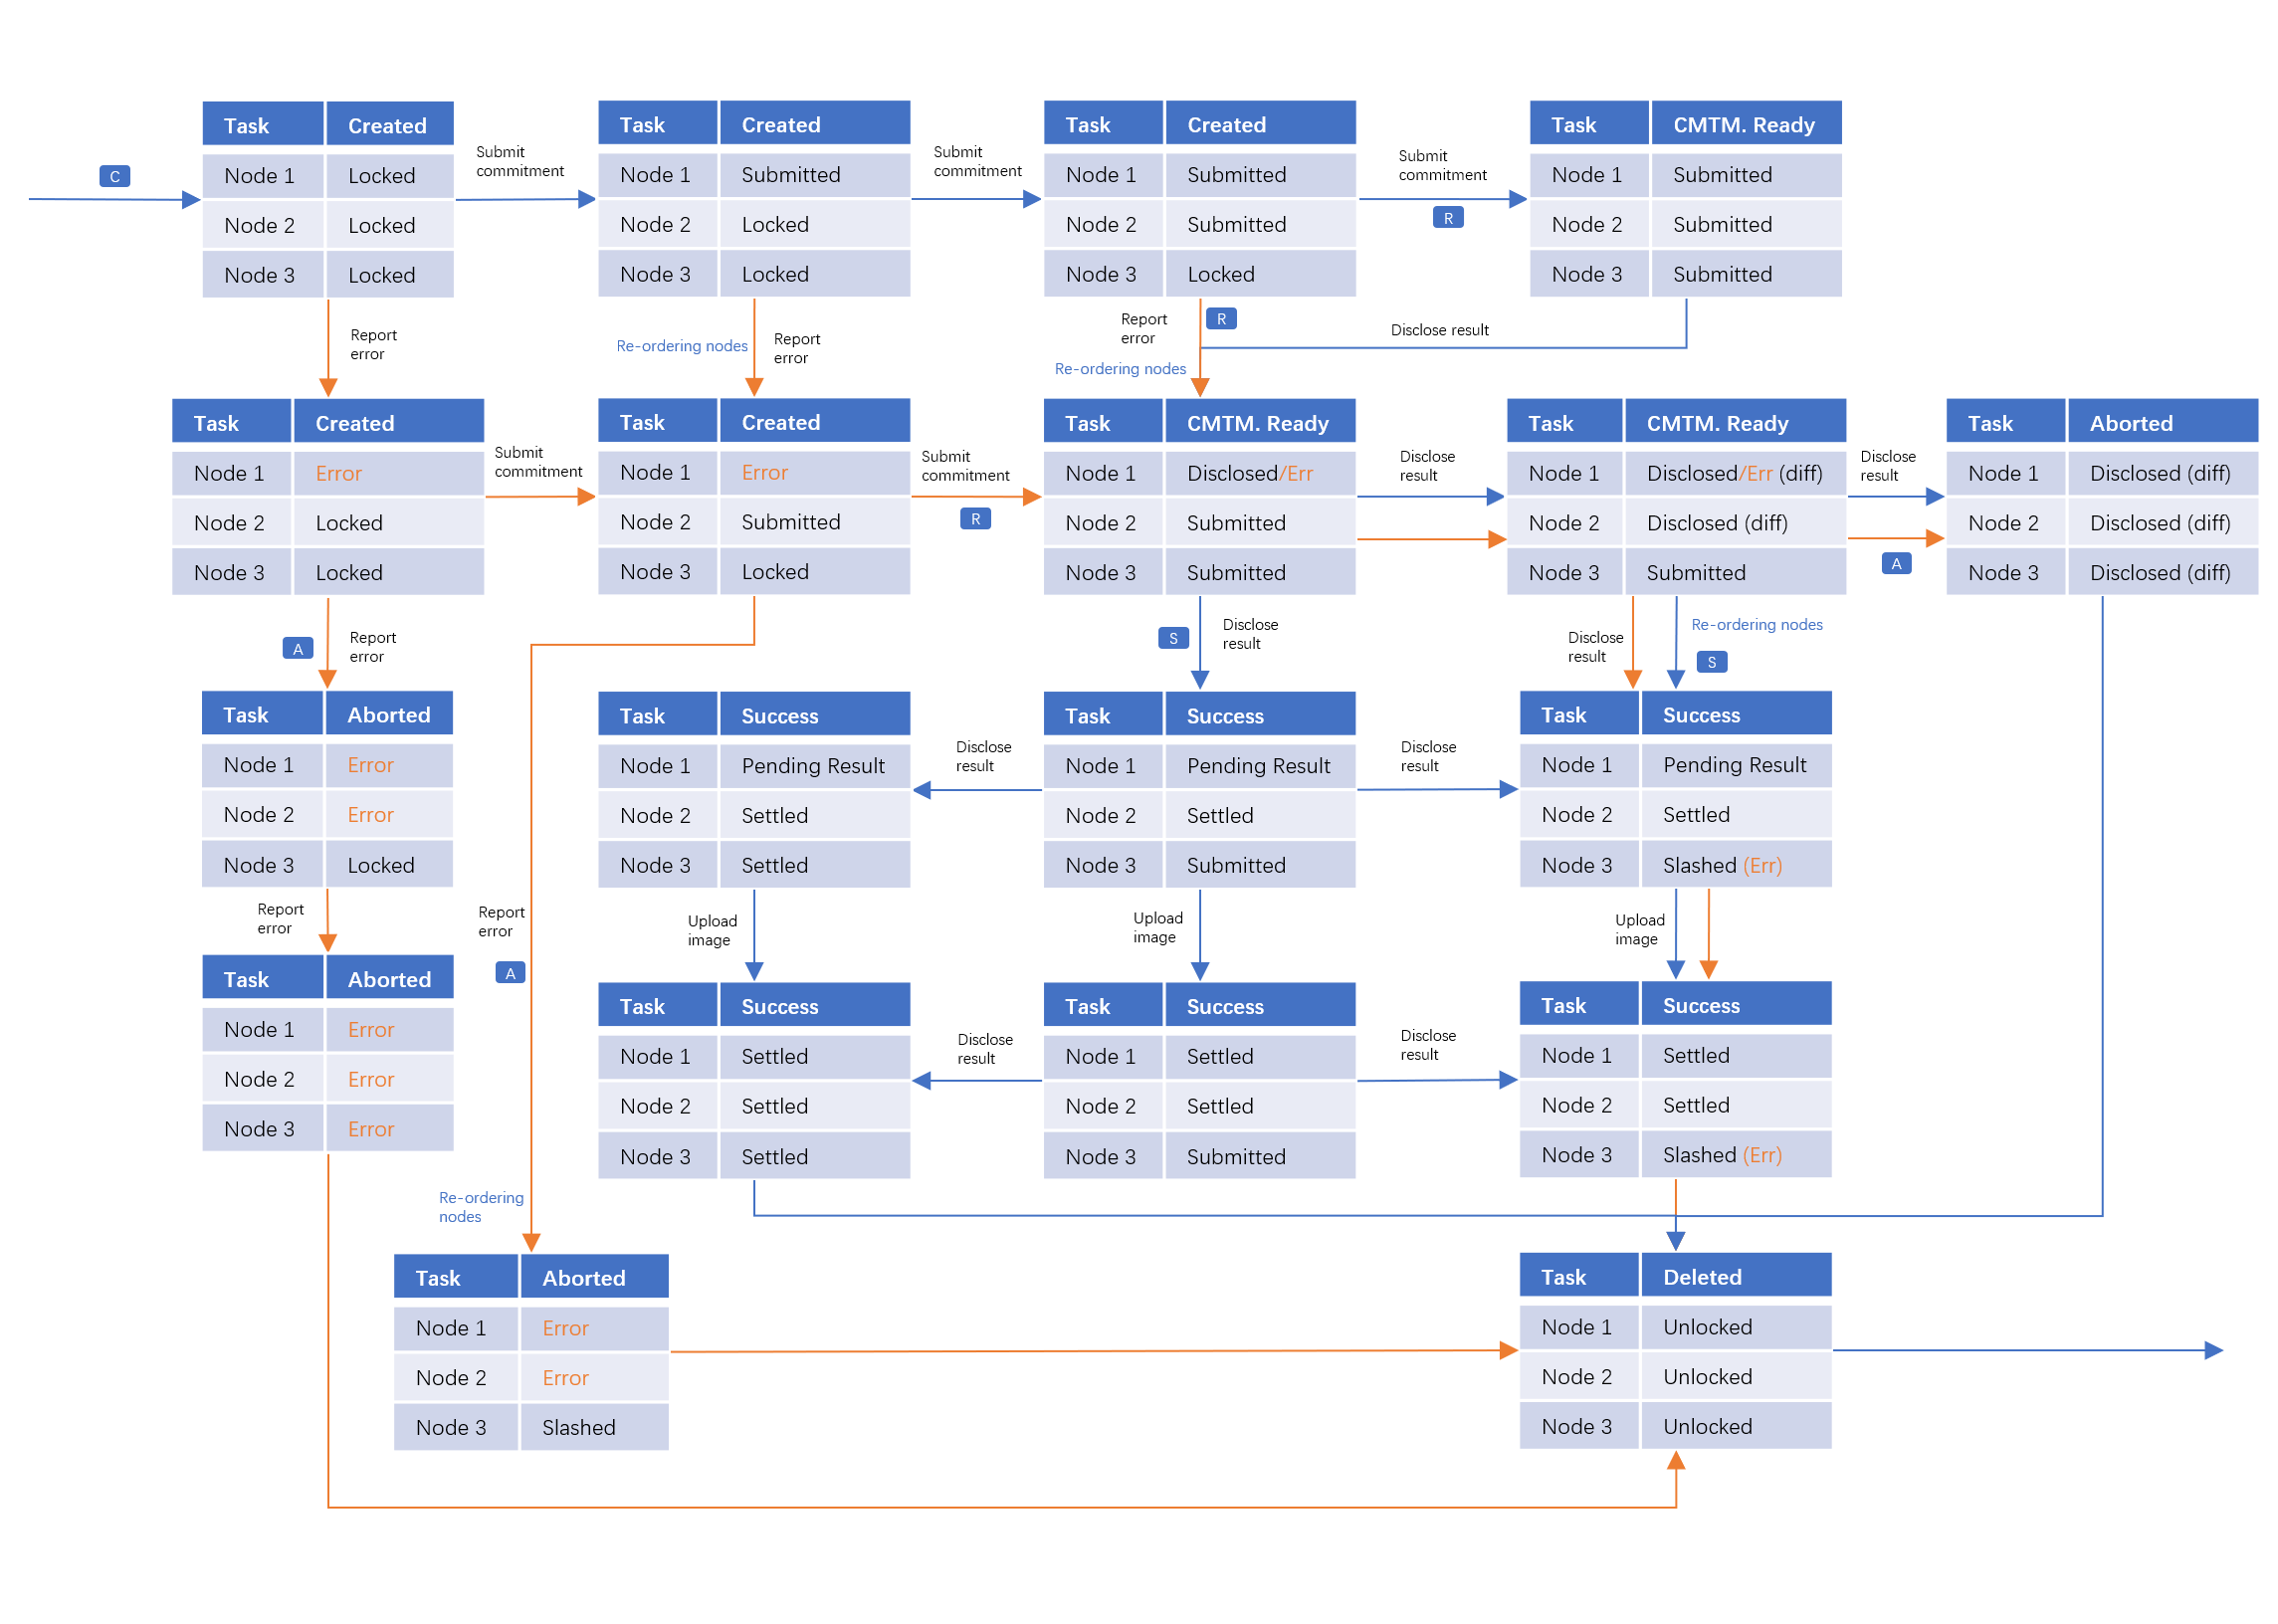 C
Task Created
Node 1 Locked
Node 2 Locked
Node 3 Locked
Submit
commitment
Task Created
Node 1 Submitted
Node 2 Locked
Node 3 Locked
Submit
commitment
Task Created
Node 1 Submitted
Node 2 Submitted
Node 3 Locked
Submit
commitment
R
Task CMTM. Ready
Node 1 Submitted
Node 2 Submitted
Node 3 Submitted
Report
error
Re-ordering nodes
Report
error
Report
error
R
Re-ordering nodes
Disclose result
Task Created
Node 1 Error
Node 2 Locked
Node 3 Locked
Submit
commitment
Task Created
Node 1 Error
Node 2 Submitted
Node 3 Locked
Submit
commitment
R
Task CMTM. Ready
Node 1 Disclosed/Err
Node 2 Submitted
Node 3 Submitted
Disclose
result
Task CMTM. Ready
Node 1 Disclosed/Err (diff)
Node 2 Disclosed (diff)
Node 3 Submitted
Disclose
result
A
Task Aborted
Node 1 Disclosed (diff)
Node 2 Disclosed (diff)
Node 3 Disclosed (diff)
A
Report
error
S
Disclose
result
Disclose
result
Re-ordering nodes
S
Task Aborted
Node 1 Error
Node 2 Error
Node 3 Locked
Task Success
Node 1 Pending Result
Node 2 Settled
Node 3 Settled
Disclose
result
Task Success
Node 1 Pending Result
Node 2 Settled
Node 3 Submitted
Disclose
result
Task Success
Node 1 Pending Result
Node 2 Settled
Node 3 Slashed (Err)
Report
error
Report
error
A
Upload
image
Upload
image
Upload
image
Task Aborted
Node 1 Error
Node 2 Error
Node 3 Error
Task Success
Node 1 Settled
Node 2 Settled
Node 3 Settled
Disclose
result
Task Success
Node 1 Settled
Node 2 Settled
Node 3 Submitted
Disclose
result
Task Success
Node 1 Settled
Node 2 Settled
Node 3 Slashed (Err)
Re-ordering
nodes
Task Aborted
Node 1 Error
Node 2 Error
Node 3 Slashed
Task Deleted
Node 1 Unlocked
Node 2 Unlocked
Node 3 Unlocked